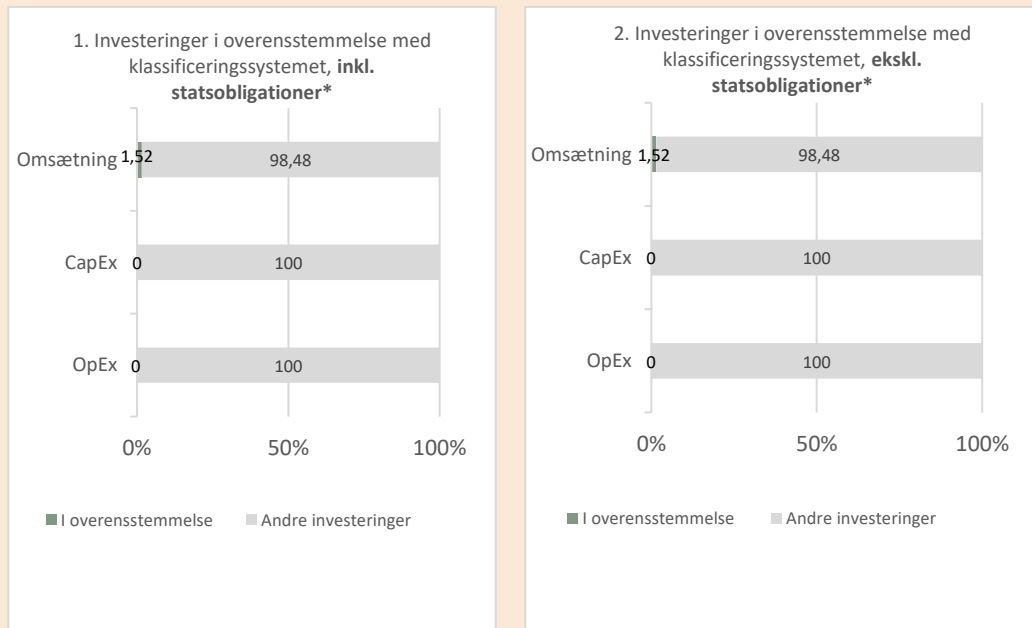 1. Investeringer i overensstemmelse med
klassificeringssystemet, inkl.
statsobligationer*
Omsætning 1,52 98,48
CapEx 0 100
OpEx 0 100
0% 50% 100%
I overensstemmelse Andre investeringer
2. Investeringer i overensstemmelse med
klassificeringssystemet, ekskl.
statsobligationer*
Omsætning 1,52 98,48
CapEx 0 100
OpEx 0 100
0% 50% 100%
I overensstemmelse Andre investeringer